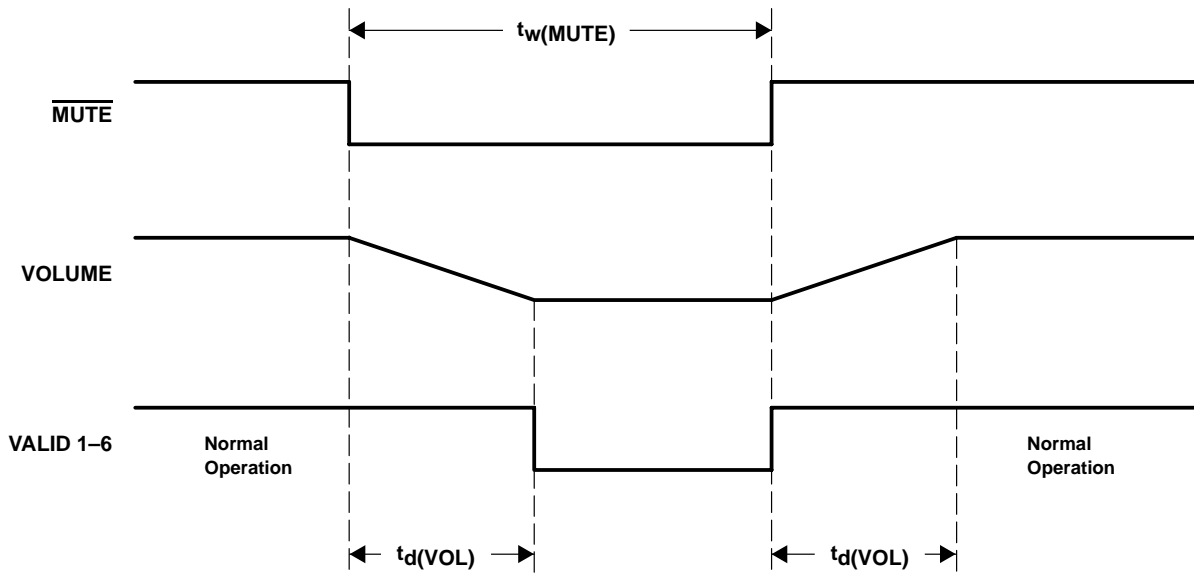 tw(MUTE)
MUTE
VOLUME
VALID 1–6
Normal
Operation
Normal
Operation
td(VOL)
td(VOL)